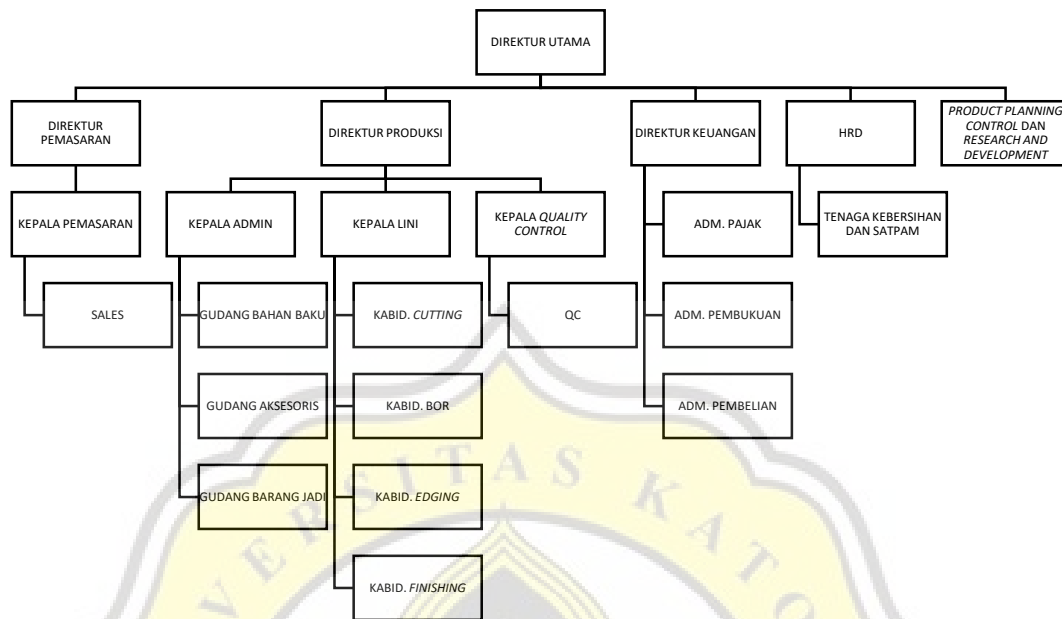 DIREKTUR UTAMA
DIREKTUR
PEMASARAN
DIREKTUR PRODUKSI
DIREKTUR KEUANGAN
HRD
PRODUCT PLANNING
CONTROL DAN
RESEARCH AND
DEVELOPMENT
KEPALA PEMASARAN
KEPALA ADMIN
KEPALA LINI
KEPALA QUALITY
CONTROL
ADM. PAJAK
TENAGA KEBERSIHAN
DAN SATPAM
SALES
GUDANG BAHAN BAKU
KABID. CUTTING
QC
ADM. PEMBUKUAN
GUDANG AKSESORIS
KABID. BOR
ADM. PEMBELIAN
GUDANG BARANG JADI
KABID. EDGING
KABID. FINISHING
VERSITAS KATO